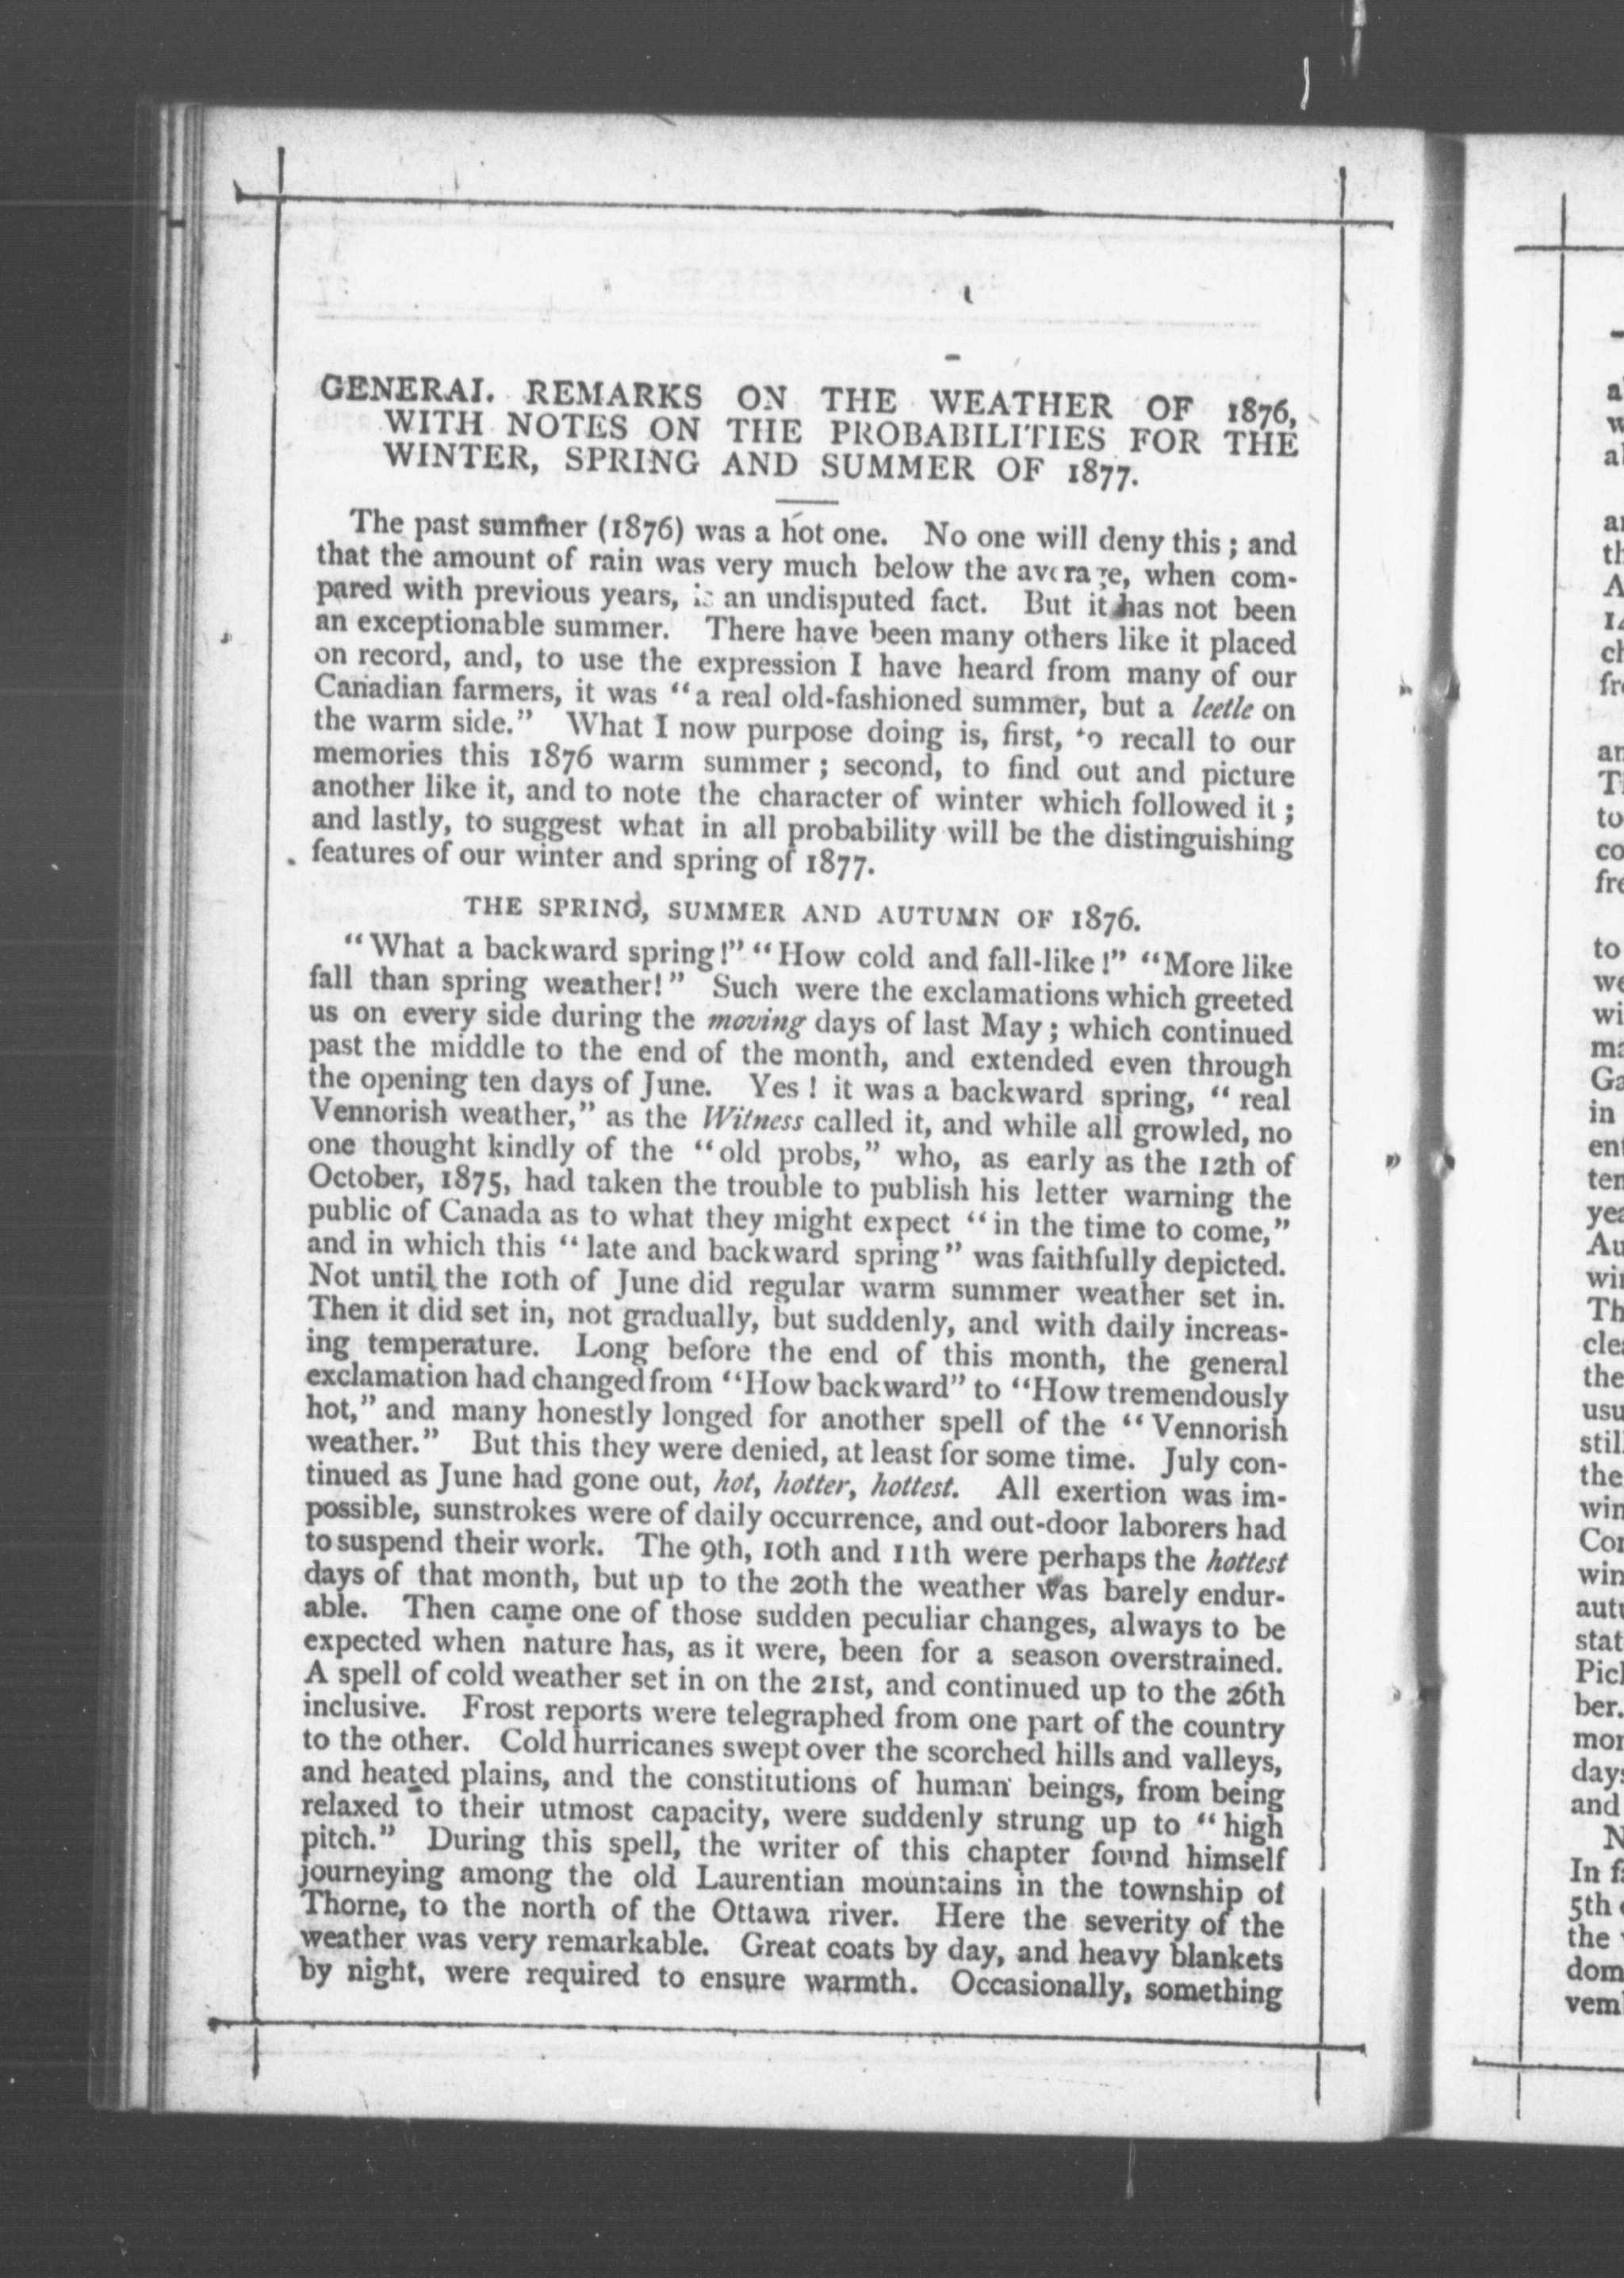 GENERAL REMARKS ON THE WEATHER OF 1876,
WITH NOTES ON THE PROBABILITIES FOR THE
WINTER, SPRING AND SUMMER OF 1877.
The past summer (1876) was a hot one. No one will deny this; and
that the amount of rain was very much below the average, when com-
pared with previous years, is an undisputed fact. But it has not been
an exceptionable summer. There have been many others like it placed
on record, and, to use the expression I have heard from many of our
Canadian farmers, it was "a real old-fashioned summer, but a leetle on
the warm side." What I now purpose doing is, first, to recall to our
memories this 1876 warm summer; second, to find out and picture
another like it, and to note the character of winter which followed it;
and lastly, to suggest what in all probability will be the distinguishing
features of our winter and spring of 1877.
THE SPRING, SUMMER AND AUTUMN OF 1876.
"What a backward spring!" "How cold and fall-like!" "More like
fall than spring weather!" Such were the exclamations which greeted
us on every side during the moving days of last May; which continued
past the middle to the end of the month, and extended even through
the opening ten days of June. Yes! it was a backward spring, "real
Vennorish weather," as the Witness called it, and while all growled, no
one thought kindly of the "old probs," who, as early as the 12th of
October, 1875, had taken the trouble to publish his letter warning the
public of Canada as to what they might expect "in the time to come,"
and in which this "late and backward spring" was faithfully depicted.
Not until the 10th of June did regular warm summer weather set in.
Then it did set in, not gradually, but suddenly, and with daily increas-
ing temperature. Long before the end of this month, the general
exclamation had changed from "How backward" to "How tremendously
hot," and many honestly longed for another spell of the "Vennorish
weather." But this they were denied, at least for some time. July con-
tinued as June had gone out, hot, hotter, hottest. All exertion was im-
possible, sunstrokes were of daily occurrence, and out-door laborers had
to suspend their work. The 9th, 10th and 11th were perhaps the hottest
days of that month, but up to the 20th the weather was barely endur-
able. Then came one of those sudden peculiar changes, always to be
expected when nature has, as it were, been for a season overstrained.
A spell of cold weather set in on the 21st, and continued up to the 26th
inclusive. Frost reports were telegraphed from one part of the country
to the other. Cold hurricanes swept over the scorched hills and valleys,
and heated plains, and the constitutions of human beings, from being
relaxed to their utmost capacity, were suddenly strung up to "high
pitch." During this spell, the writer of this chapter found himself
journeying among the old Laurentian mountains in the township of
Thorne, to the north of the Ottawa river. Here the severity of the
weather was very remarkable. Great coats by day, and heavy blankets
by night, were required to ensure warmth. Occasionally, something